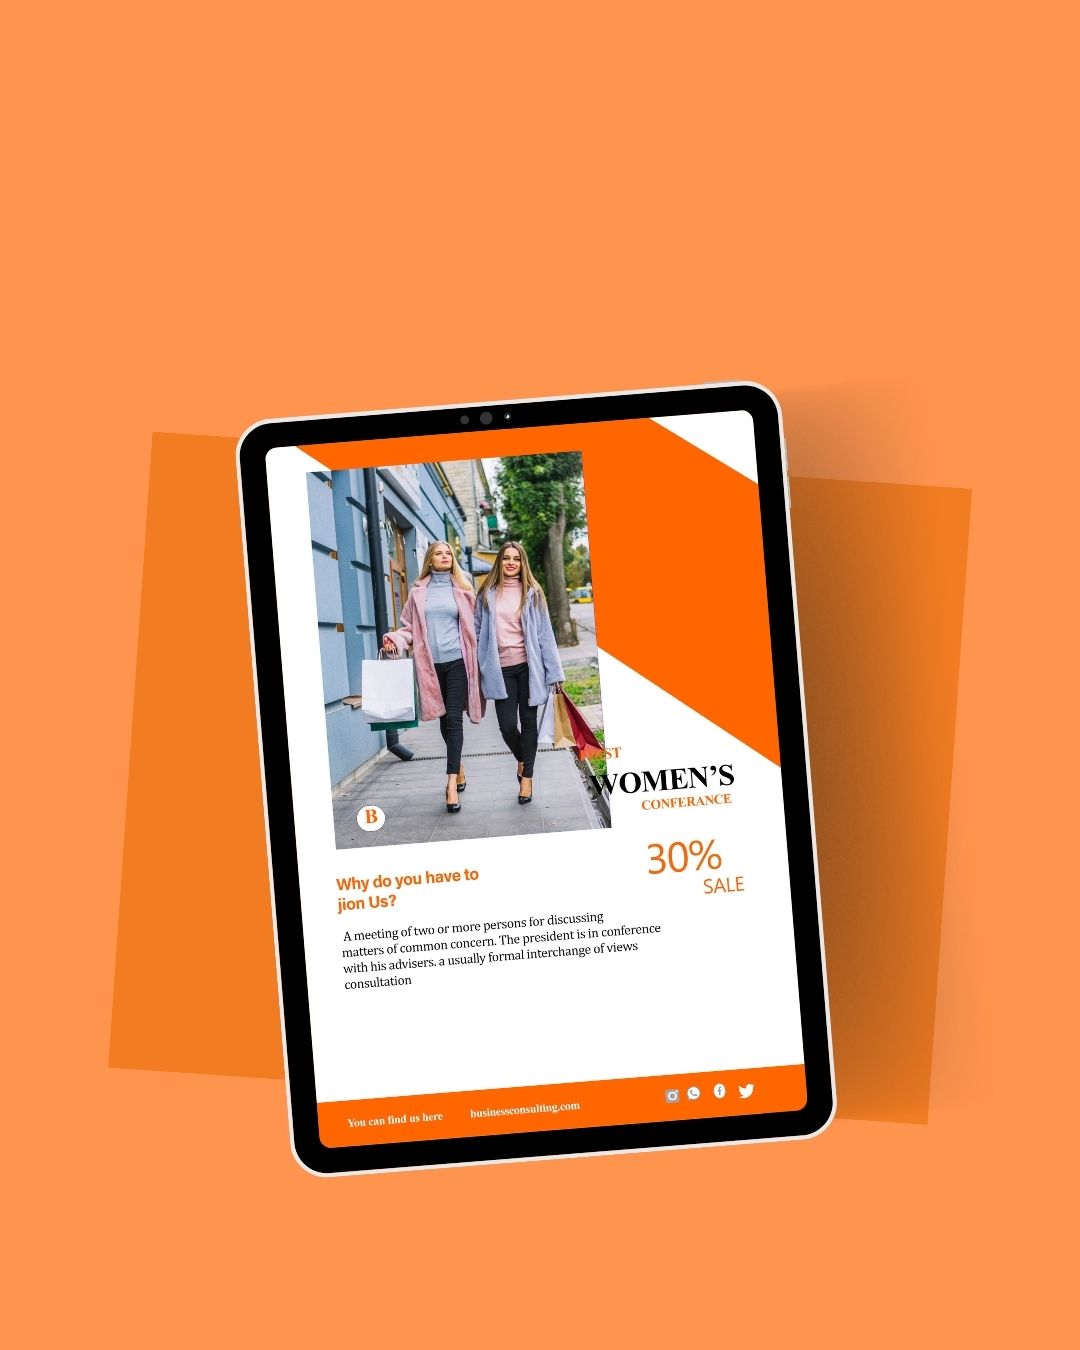 BEST
WOMEN’S
CONFERANCE
B
30%
SALE
Why do you have to
jion Us?
A meeting of two or more persons for discussing
matters of common concern. The president is in conference
with his advisers. a usually formal interchange of views
consultation
You can find us here
businessconsulting.com